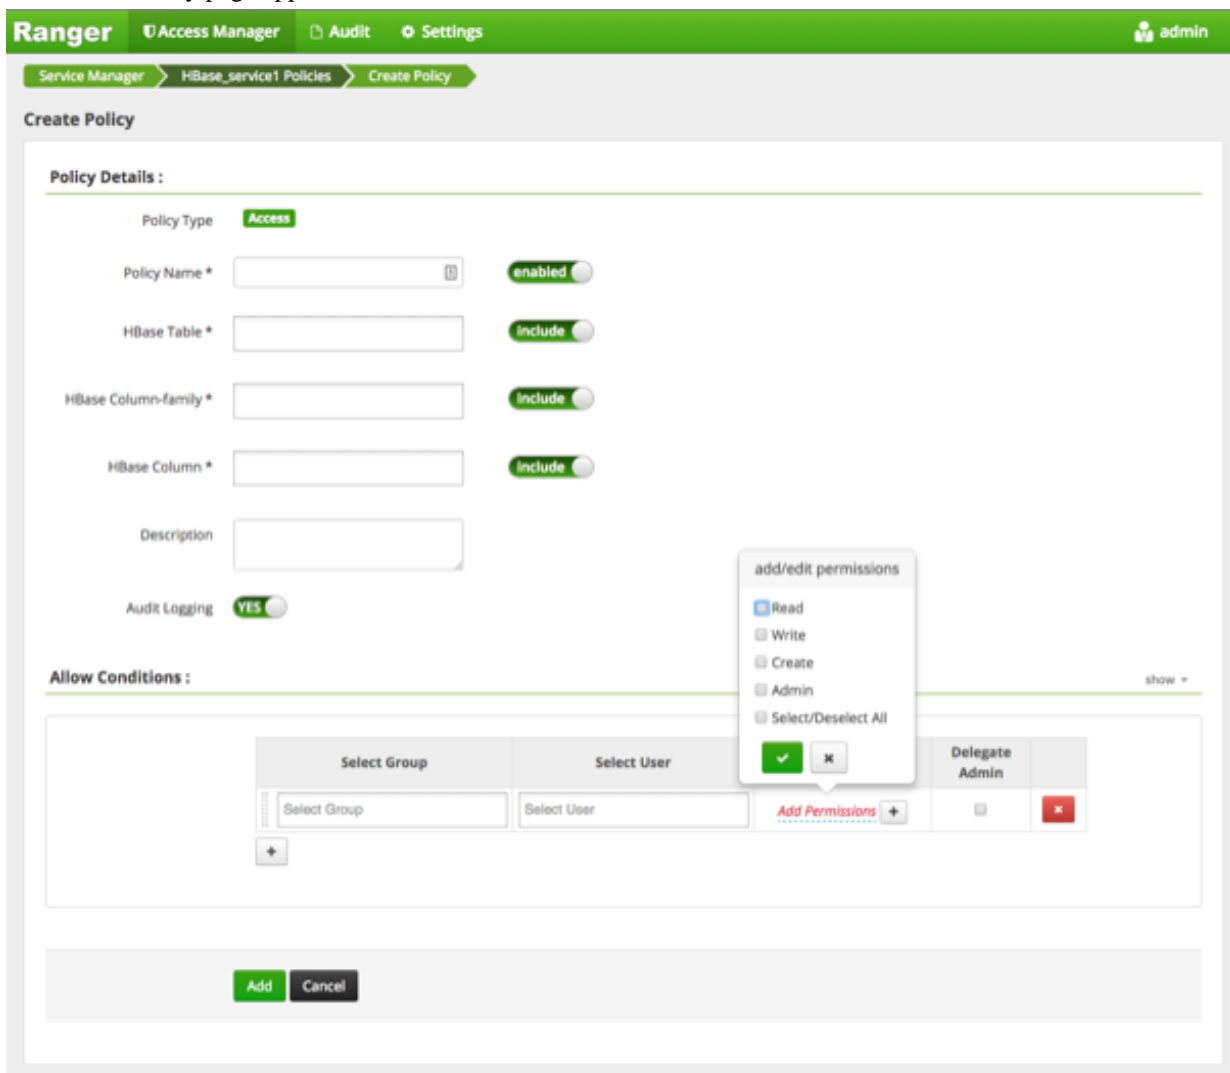 Ranger Access Manager Audit Settings admin
Service Manager HBase_service1 Policies Create Policy
Create Policy
Policy Details :
Policy Type Access
Policy Name * enabled
HBase Table * include
HBase Column-family * include
HBase Column * include
Description
add/edit permissions
Audit Logging YES
Read
Write
Create
Admin
Select/Deselect All
Allow Conditions :
show
Select Group Select User Delegate
Admin
Select Group Select User Add Permissions +
+
Add Cancel